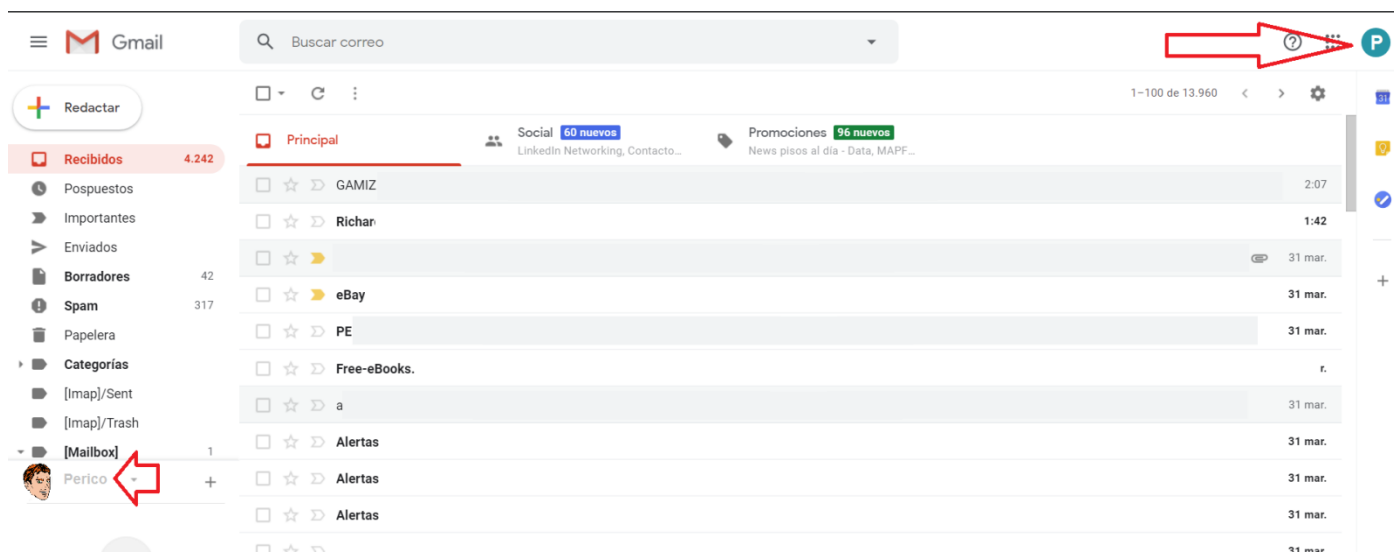 Gmail
Buscar correo
P
Redactar
1–100 de 13.960
31
Principal
Social 60 nuevos
LinkedIn Networking, Contacto...
Promociones 96 nuevos
News pisos al día - Data, MAPF...
Recibidos 4.242
Pospuestos
Importantes
Enviados
Borradores 42
Spam 317
Papelera
Categorías
[Imap]/Sent
[Imap]/Trash
[Mailbox] 1
Perico
GAMIZ 2:07
Richar 1:42
31 mar.
eBay 31 mar.
PE 31 mar.
Free-eBooks. r.
a 31 mar.
Alertas 31 mar.
Alertas 31 mar.
Alertas 31 mar.
31 mar.